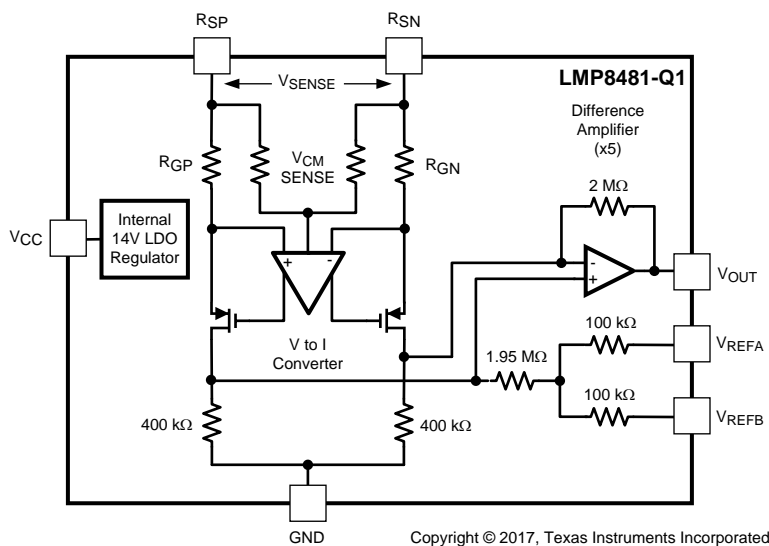 RSP
RSN
VSENSE
LMP8481-Q1
Difference
Amplifier
(x5)
RGP
VCM
SENSE
RGN
2 MΩ
VCC
Internal
14V LDO
Regulator
+
-
-
+
VOUT
V to I
Converter
1.95 MΩ
100 kΩ
VREFA
100 kΩ
VREFB
400 kΩ
400 kΩ
GND
Copyright © 2017, Texas Instruments Incorporated